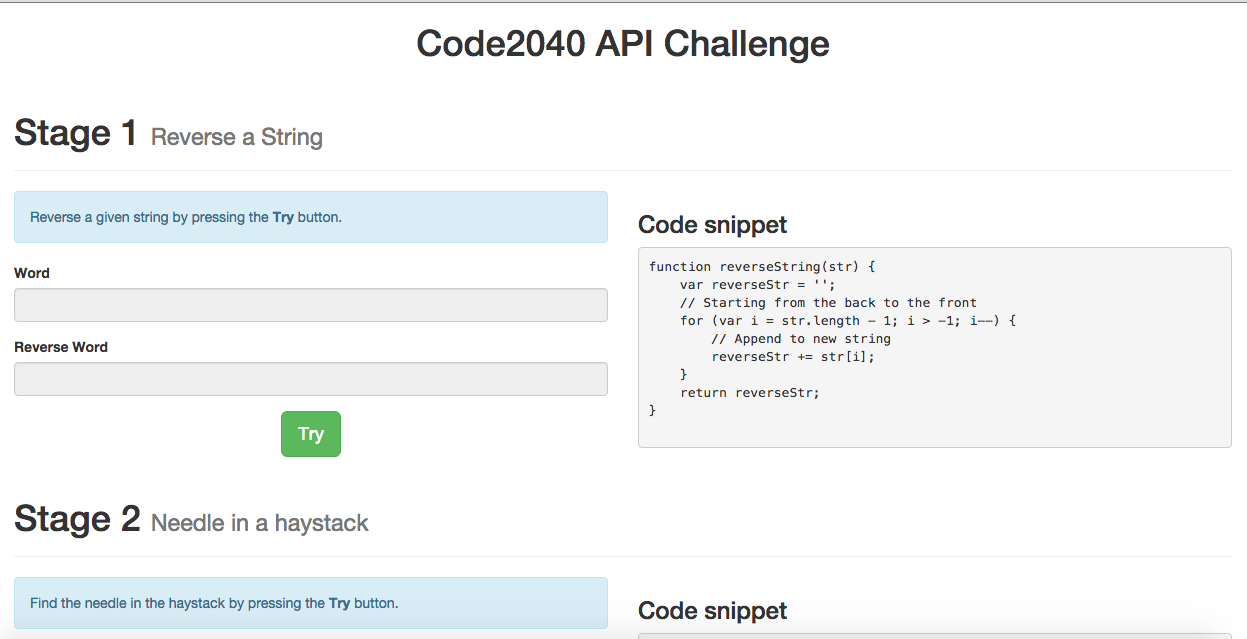 Code2040 API Challenge
Stage 1 Reverse a String
Reverse a given string by pressing the Try button.
Word
Reverse Word
Try
Code snippet
function reverseString(str) {
    var reverseStr = '';
    // Starting from the back to the front
    for (var i = str.length - 1; i > -1; i--) {
        // Append to new string
        reverseStr += str[i];
    }
    return reverseStr;
}
Stage 2 Needle in a haystack
Find the needle in the haystack by pressing the Try button.
Code snippet